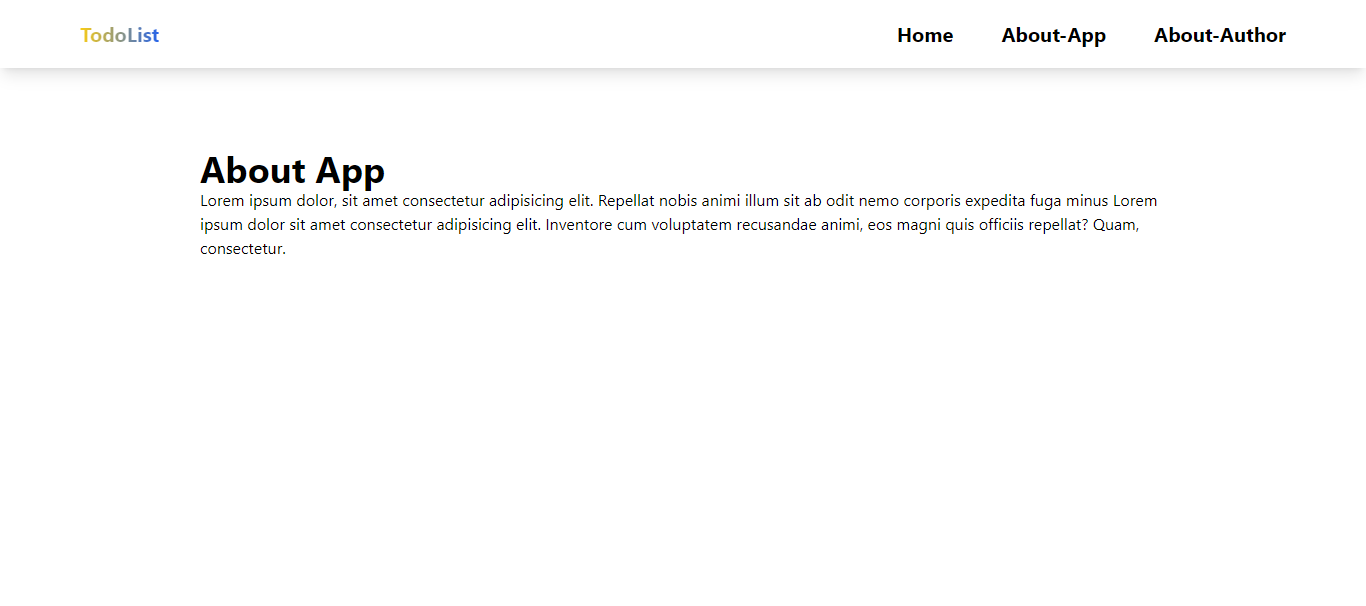 TodoList Home About-App About-Author
About App
Lorem ipsum dolor, sit amet consectetur adipisicing elit. Repellat nobis animi illum sit ab odit nemo corporis expedita fuga minus Lorem
ipsum dolor sit amet consectetur adipisicing elit. Inventore cum voluptatem recusandae animi, eos magni quis officiis repellat? Quam,
consectetur.